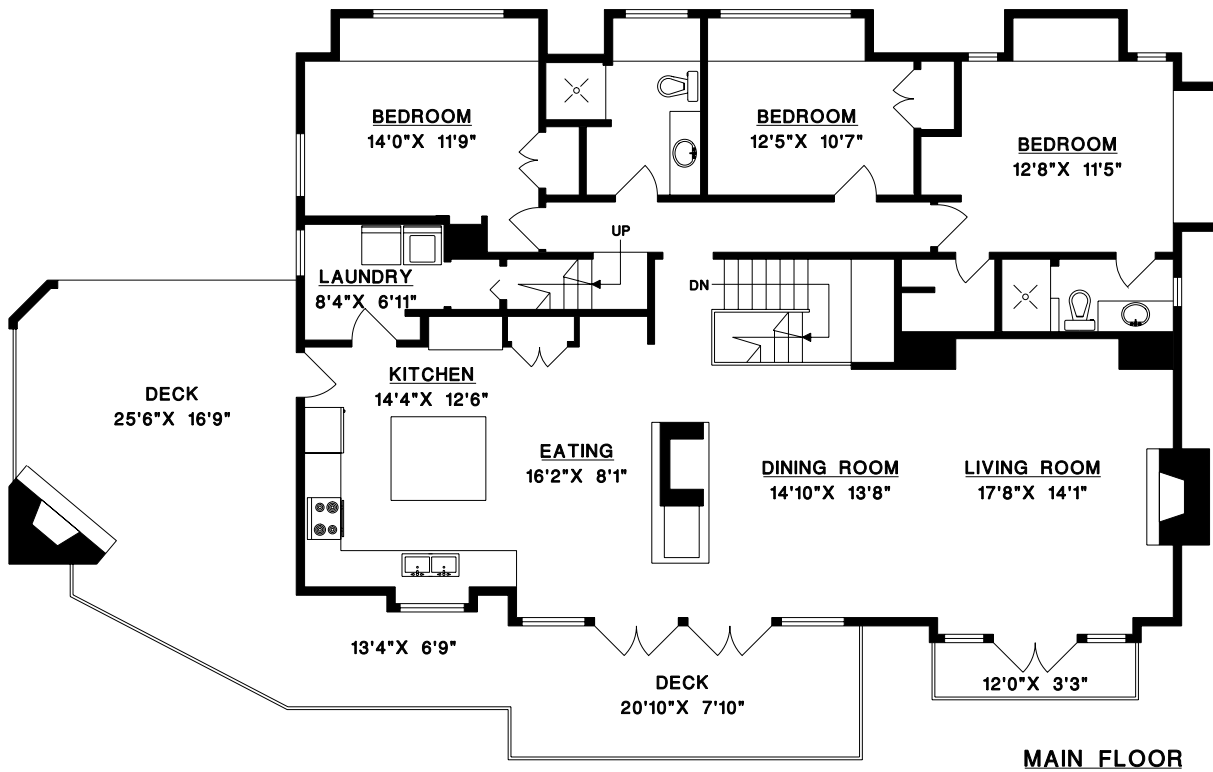 BEDROOM
14'0"X 11'9"
BEDROOM
12'5"X 10'7"
BEDROOM
12'8"X 11'5"
UP
LAUNDRY
8'4"X 6'11"
DN
KITCHEN
14'4"X 12'6"
DECK
25'6"X 16'9"
EATING
16'2"X 8'1"
DINING ROOM
14'10"X 13'8"
LIVING ROOM
17'8"X 14'1"
13'4"X 6'9"
DECK
20'10"X 7'10"
12'0"X 3'3"
MAIN FLOOR